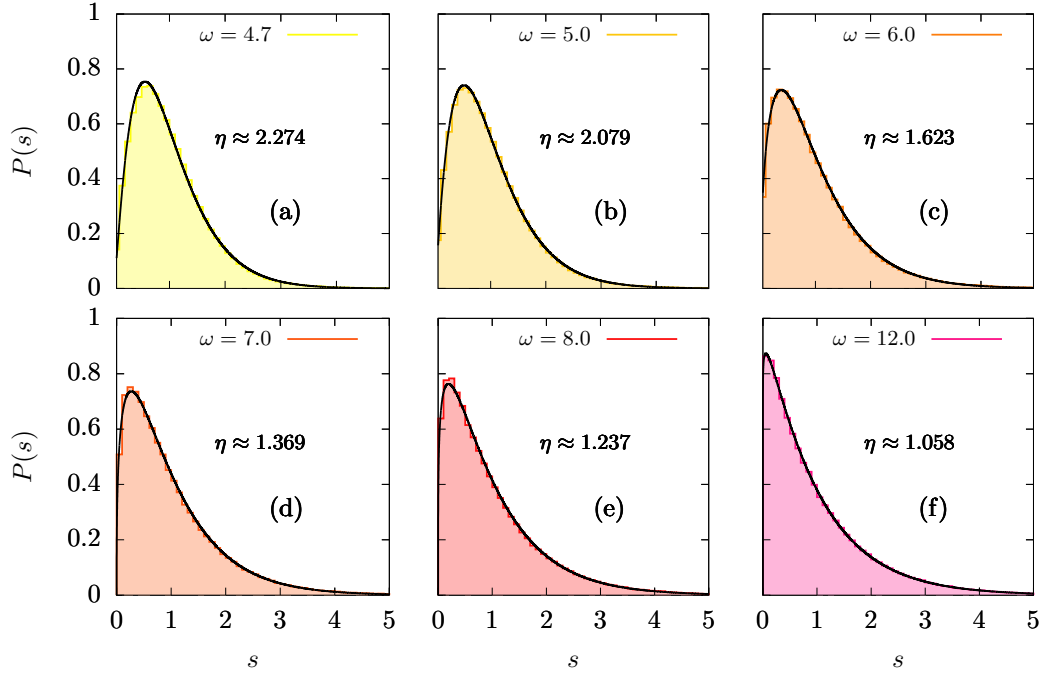 1
0.8
0.6
0.4
0.2
0
P(s)
ω = 4.7
η ≈ 2.274
(a)
ω = 5.0
η ≈ 2.079
(b)
ω = 6.0
η ≈ 1.623
(c)
1
0.8
0.6
0.4
0.2
0
P(s)
ω = 7.0
η ≈ 1.369
(d)
ω = 8.0
η ≈ 1.237
(e)
ω = 12.0
η ≈ 1.058
(f)
0 1 2 3 4 5
0 1 2 3 4 5
0 1 2 3 4 5
s
s
s